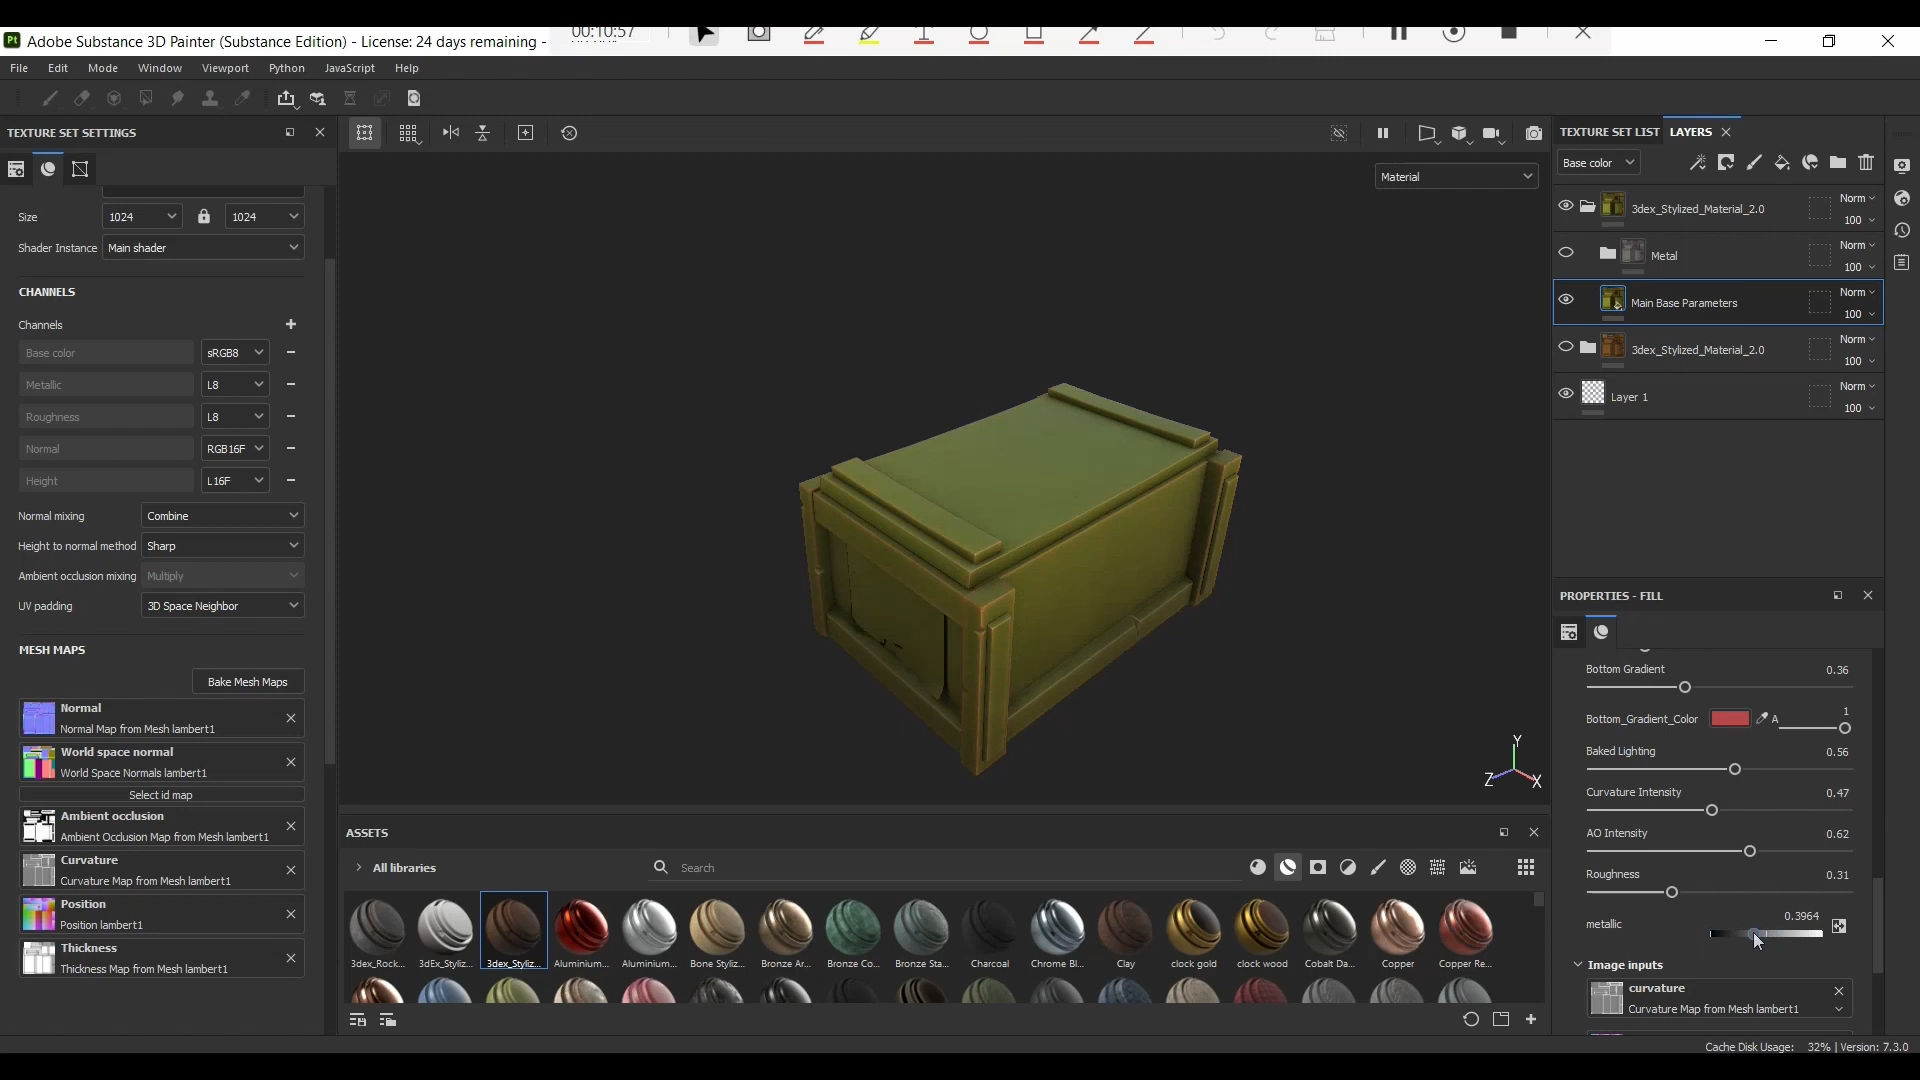 00:10:57
Adobe Substance 3D Painter (Substance Edition) - License: 24 days remaining -
File Edit Mode Window Viewport Python JavaScript Help
TEXTURE SET SETTINGS
Size 1024 1024
Shader Instance Main shader
CHANNELS
Channels
Base color sRGB8
Metallic L8
Roughness L8
Normal RGB16F
Height L16F
Normal mixing Combine
Height to normal method Sharp
Ambient occlusion mixing Multiply
UV padding 3D Space Neighbor
MESH MAPS
Bake Mesh Maps
Normal
Normal Map from Mesh lambert1
World space normal
World Space Normals lambert1
Select id map
Ambient occlusion
Ambient Occlusion Map from Mesh lambert1
Curvature
Curvature Map from Mesh lambert1
Position
Position lambert1
Thickness
Thickness Map from Mesh lambert1
Material
Y
Z
X
ASSETS
All libraries
Search
3dex_Rock... 3dEx_Styliz... 3dex_Styliz... Aluminium... Aluminium... Bone Styliz... Bronze Ar... Bronze Co... Bronze Sta... Charcoal Chrome Bl... Clay clock gold clock wood Cobalt Da... Copper Copper Re...
TEXTURE SET LIST LAYERS
Base color
3dex_Stylized_Material_2.0 Norm
100
Metal Norm
100
Main Base Parameters Norm
100
3dex_Stylized_Material_2.0 Norm
100
Layer 1 Norm
100
PROPERTIES - FILL
Bottom Gradient 0.36
Bottom_Gradient_Color A 1
Baked Lighting 0.56
Curvature Intensity 0.47
AO Intensity 0.62
Roughness 0.31
metallic 0.3964
Image inputs
curvature
Curvature Map from Mesh lambert1
Cache Disk Usage: 32% | Version: 7.3.0